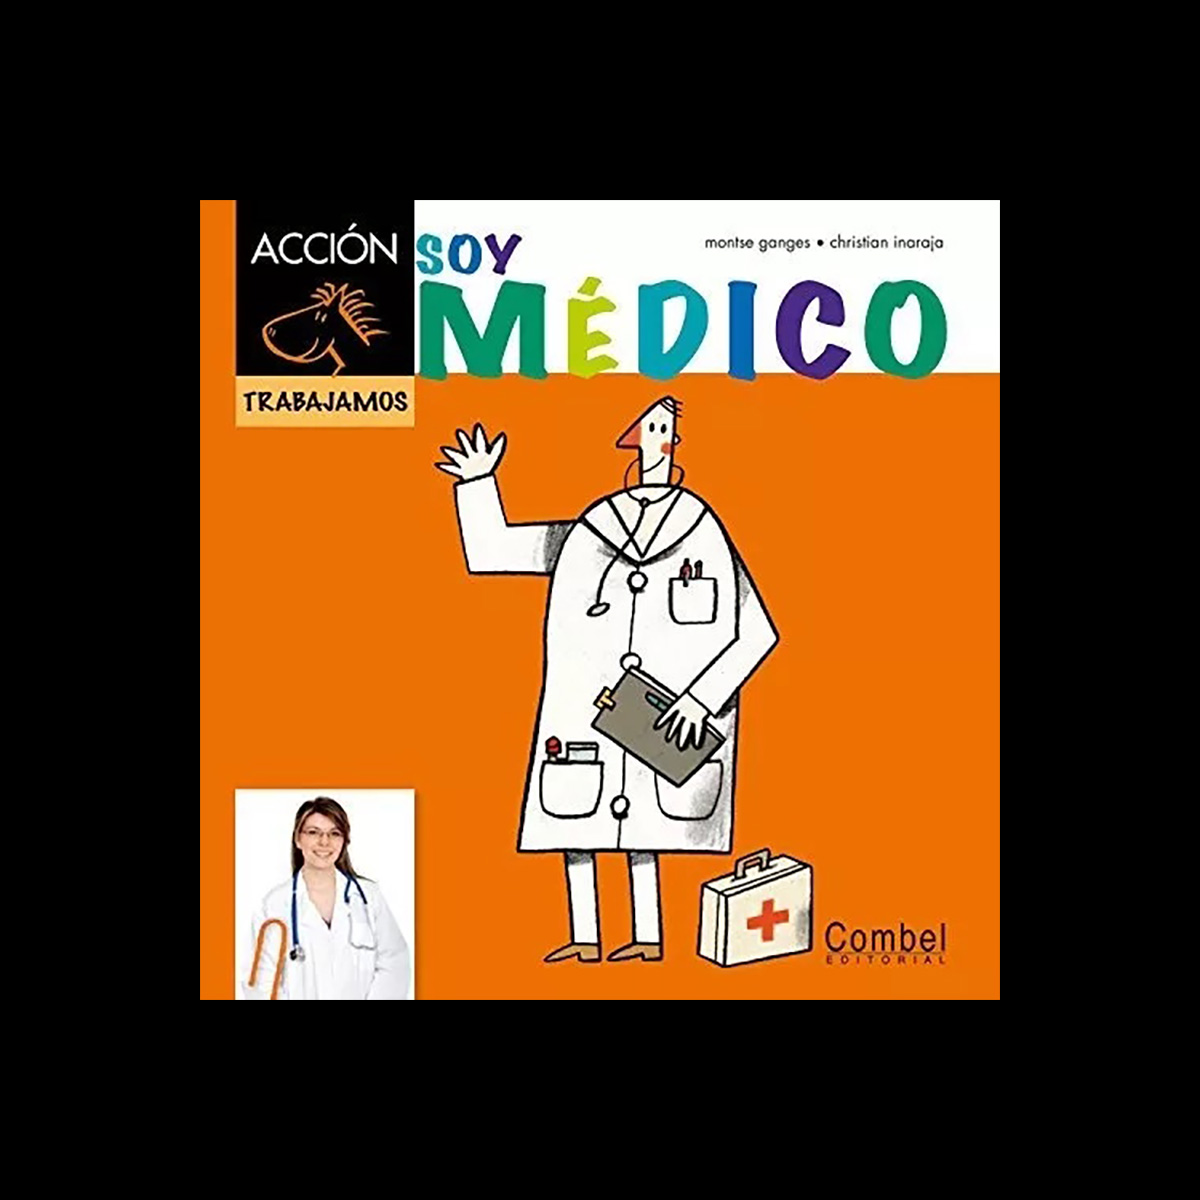 ACCIÓN
TRABAJAMOS
SOY
MÉDICO
montse ganges • christian inaraja
Combel
EDITORIAL